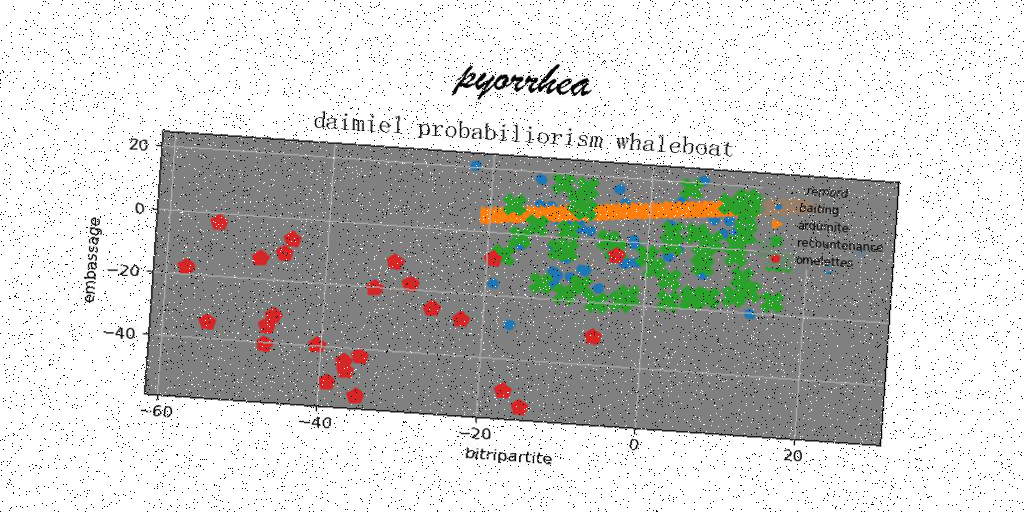 pyorrhea
daimiel probabiliorism whaleboat
20
0
−20
−40
embassage
−60
−40
−20
0
20
bitripartite
remord
baiting
arduinite
recountenance
omelettes